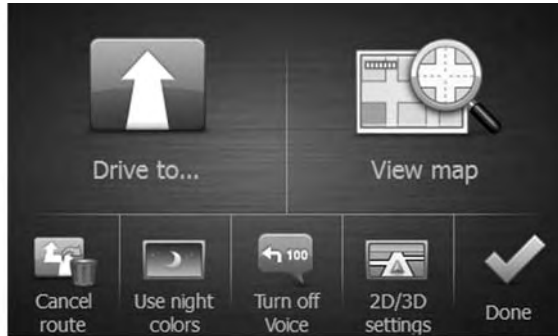 Drive to...
View map
100
Cancel
route
Use night
colors
Turn off
Voice
2D/3D
settings
Done